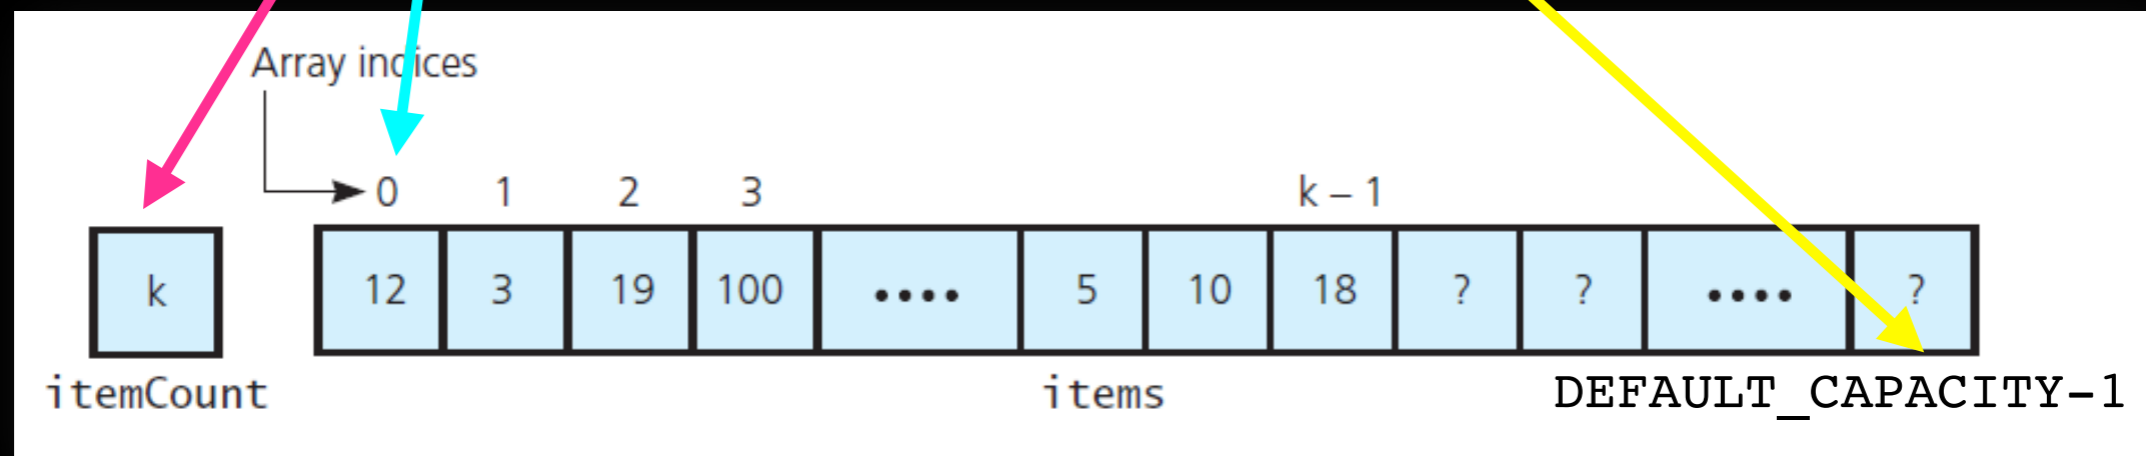 Array indices
0 1 2 3 k – 1
k 12 3 19 100 •••• 5 10 18 ? ? •••• ?
itemCount items DEFAULT_CAPACITY-1